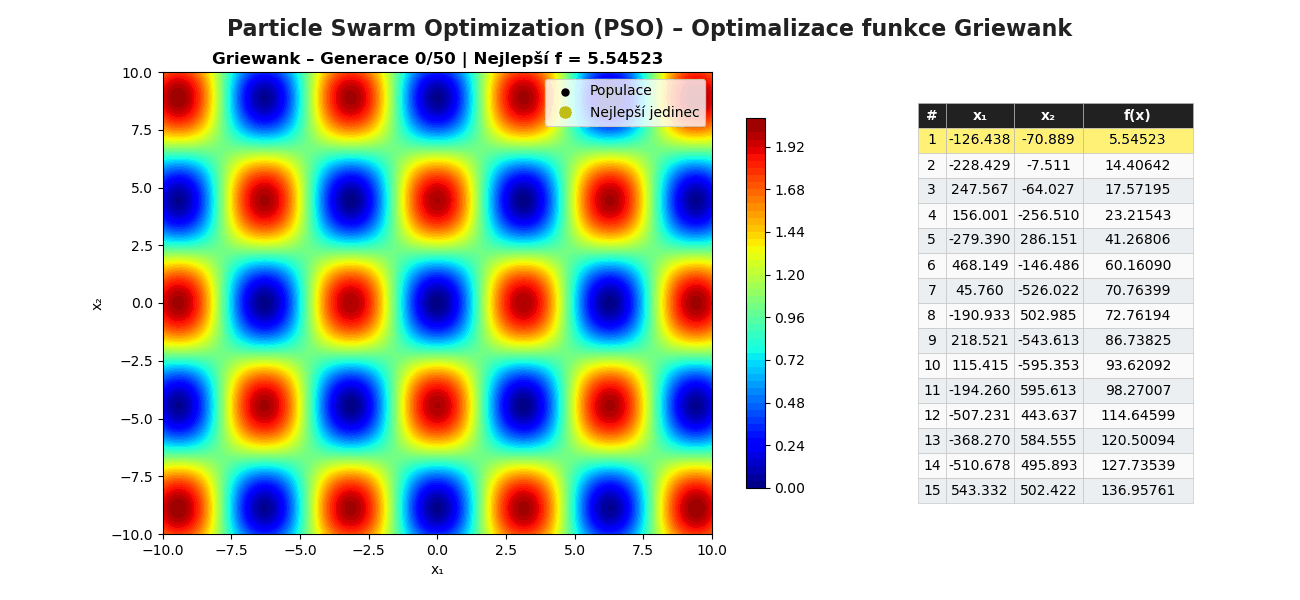 Particle Swarm Optimization (PSO) – Optimalizace funkce Griewank
Griewank – Generace 0/50 | Nejlepší f = 5.54523
Populace
Nejlepší jedinec
10.0
7.5
5.0
2.5
0.0
−2.5
−5.0
−7.5
−10.0
x₂
−10.0 −7.5 −5.0 −2.5 0.0 2.5 5.0 7.5 10.0
x₁
1.92
1.68
1.44
1.20
0.96
0.72
0.48
0.24
0.00
# x₁ x₂ f(x)
1 -126.438 -70.889 5.54523
2 -228.429 -7.511 14.40642
3 247.567 -64.027 17.57195
4 156.001 -256.510 23.21543
5 -279.390 286.151 41.26806
6 468.149 -146.486 60.16090
7 45.760 -526.022 70.76399
8 -190.933 502.985 72.76194
9 218.521 -543.613 86.73825
10 115.415 -595.353 93.62092
11 -194.260 595.613 98.27007
12 -507.231 443.637 114.64599
13 -368.270 584.555 120.50094
14 -510.678 495.893 127.73539
15 543.332 502.422 136.95761